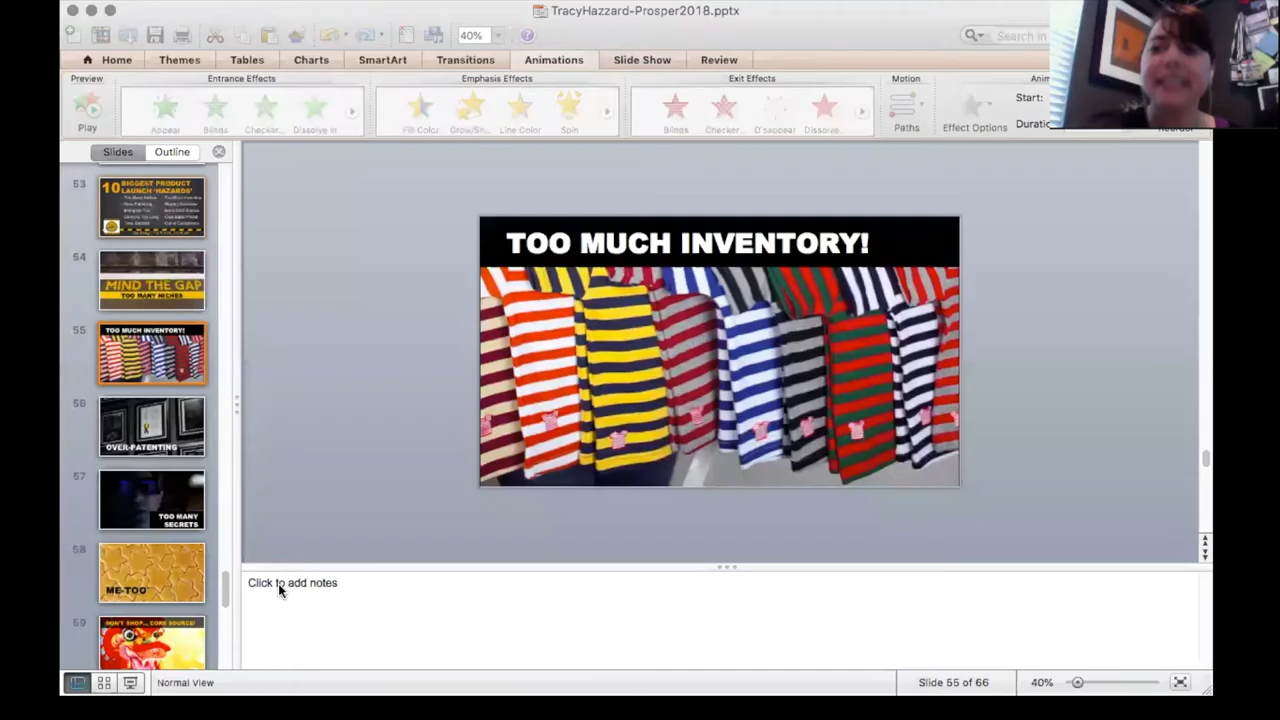 TracyHazzard-Prosper2018.pptx
40%
Search in
Home Themes Tables Charts SmartArt Transitions Animations Slide Show Review
Preview Entrance Effects Emphasis Effects Exit Effects Motion
Start:
Play Appear Blinds Checker... Dissolve In Fill Color Grow/Sh... Line Color Spin Blinds Checker... Disappear Dissolve... Paths Effect Options
Slides Outline
53
10 BIGGEST PRODUCT
LAUNCH 'HAZARDS'
54
MIND THE GAP
TOO MANY NICHES
55
TOO MUCH INVENTORY!
56
OVER-PATENTING
57
TOO MANY
SECRETS
58
ME-TOO
59
DON'T SHOP... CORE SOURCE!
TOO MUCH INVENTORY!
Click to add notes
Normal View
Slide 55 of 66
40%